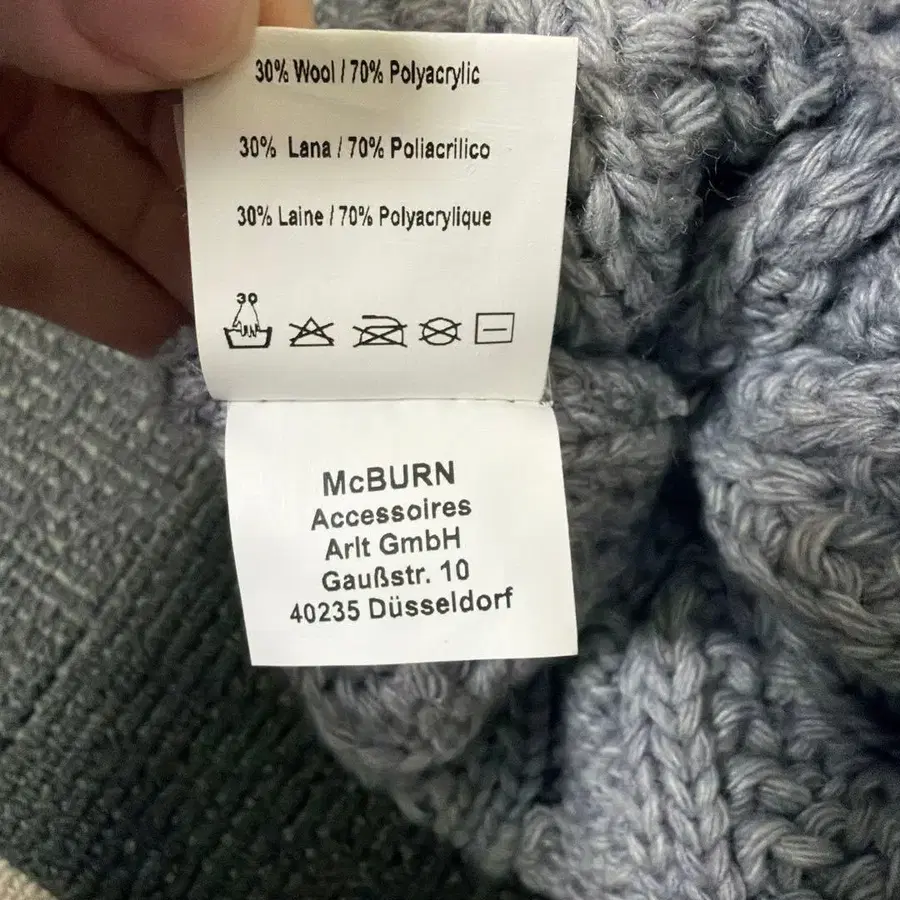 30% Wool / 70% Polyacrylic
30% Lana / 70% Poliacrilico
30% Laine / 70% Polyacrylique
30
McBURN
Accessoires
Arlt GmbH
Gaußstr. 10
40235 Düsseldorf